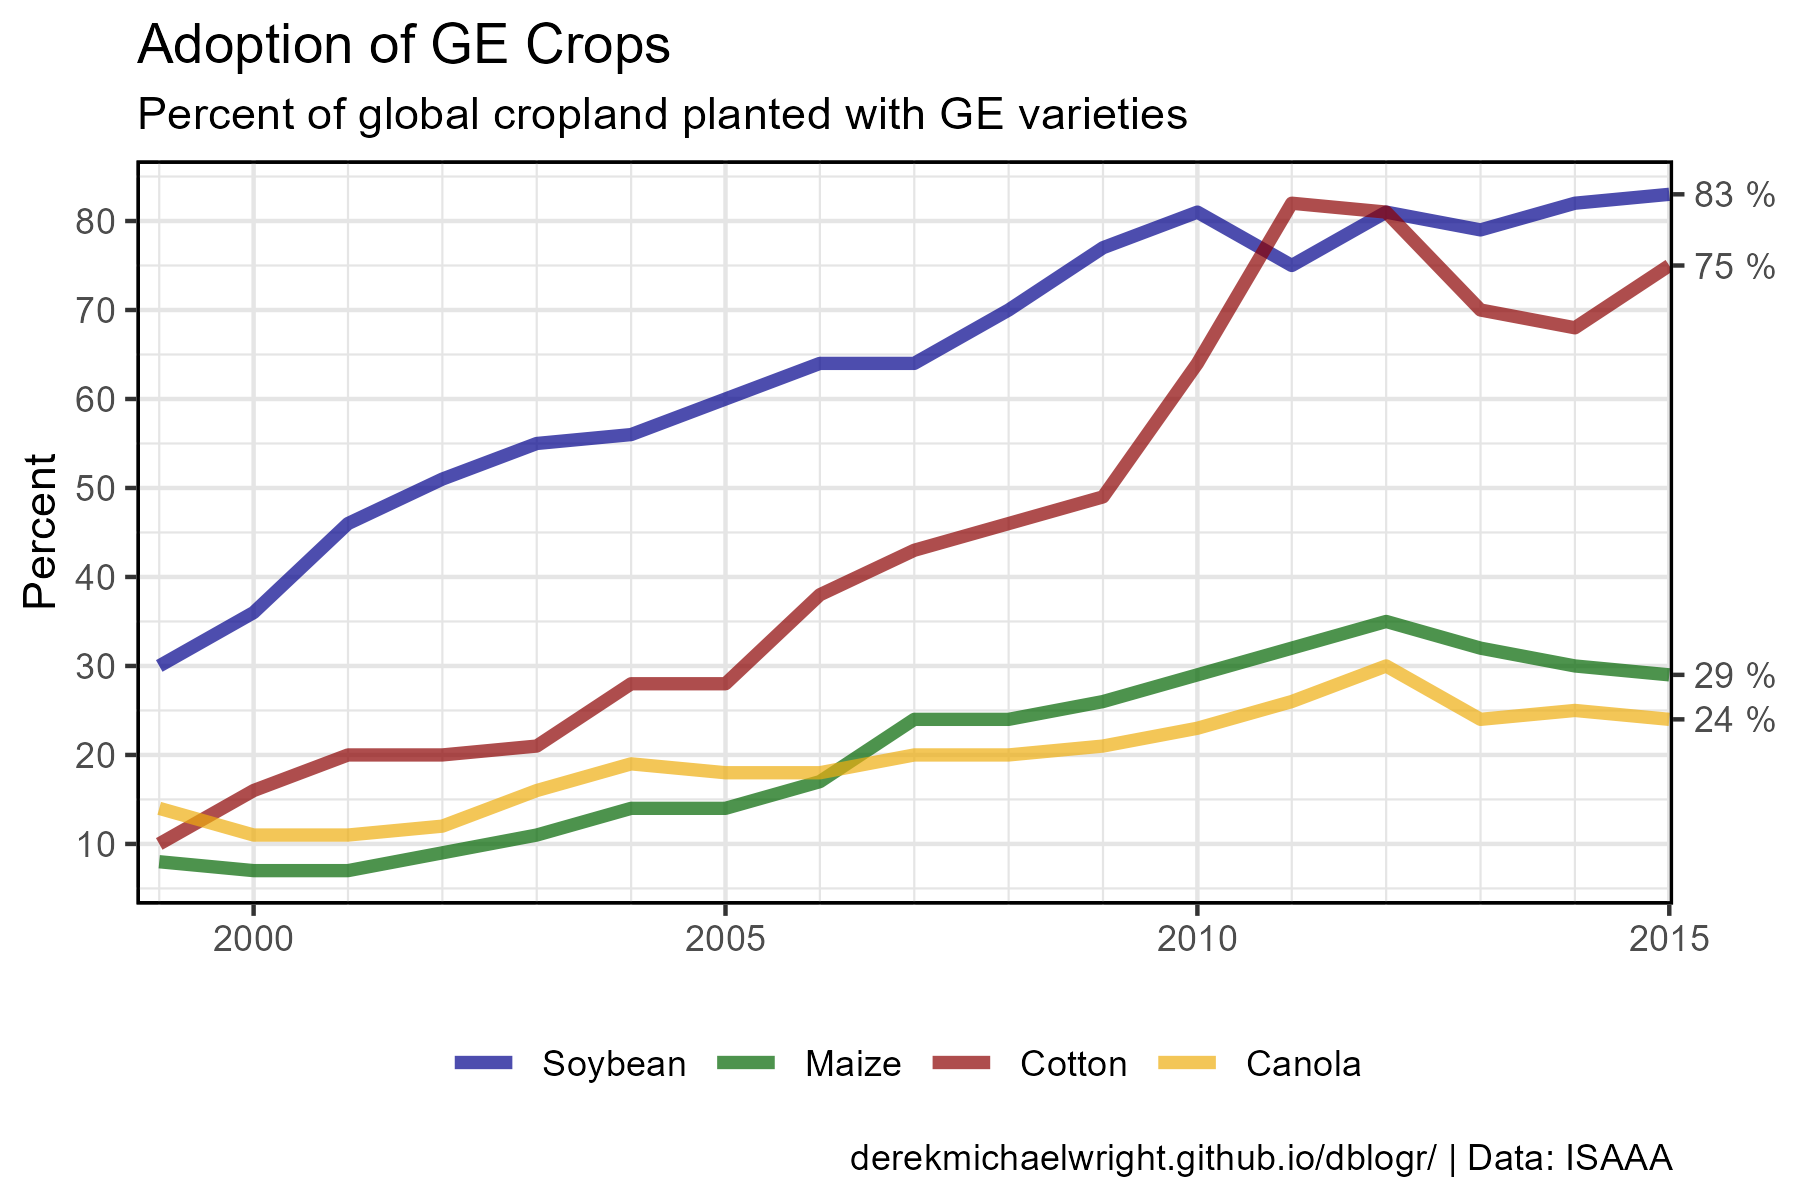 Adoption of GE Crops
Percent of global cropland planted with GE varieties
Percent
80
70
60
50
40
30
20
10
83 %
75 %
29 %
24 %
2000 2005 2010 2015
Soybean Maize Cotton Canola
derekmichaelwright.github.io/dblogr/ | Data: ISAAA